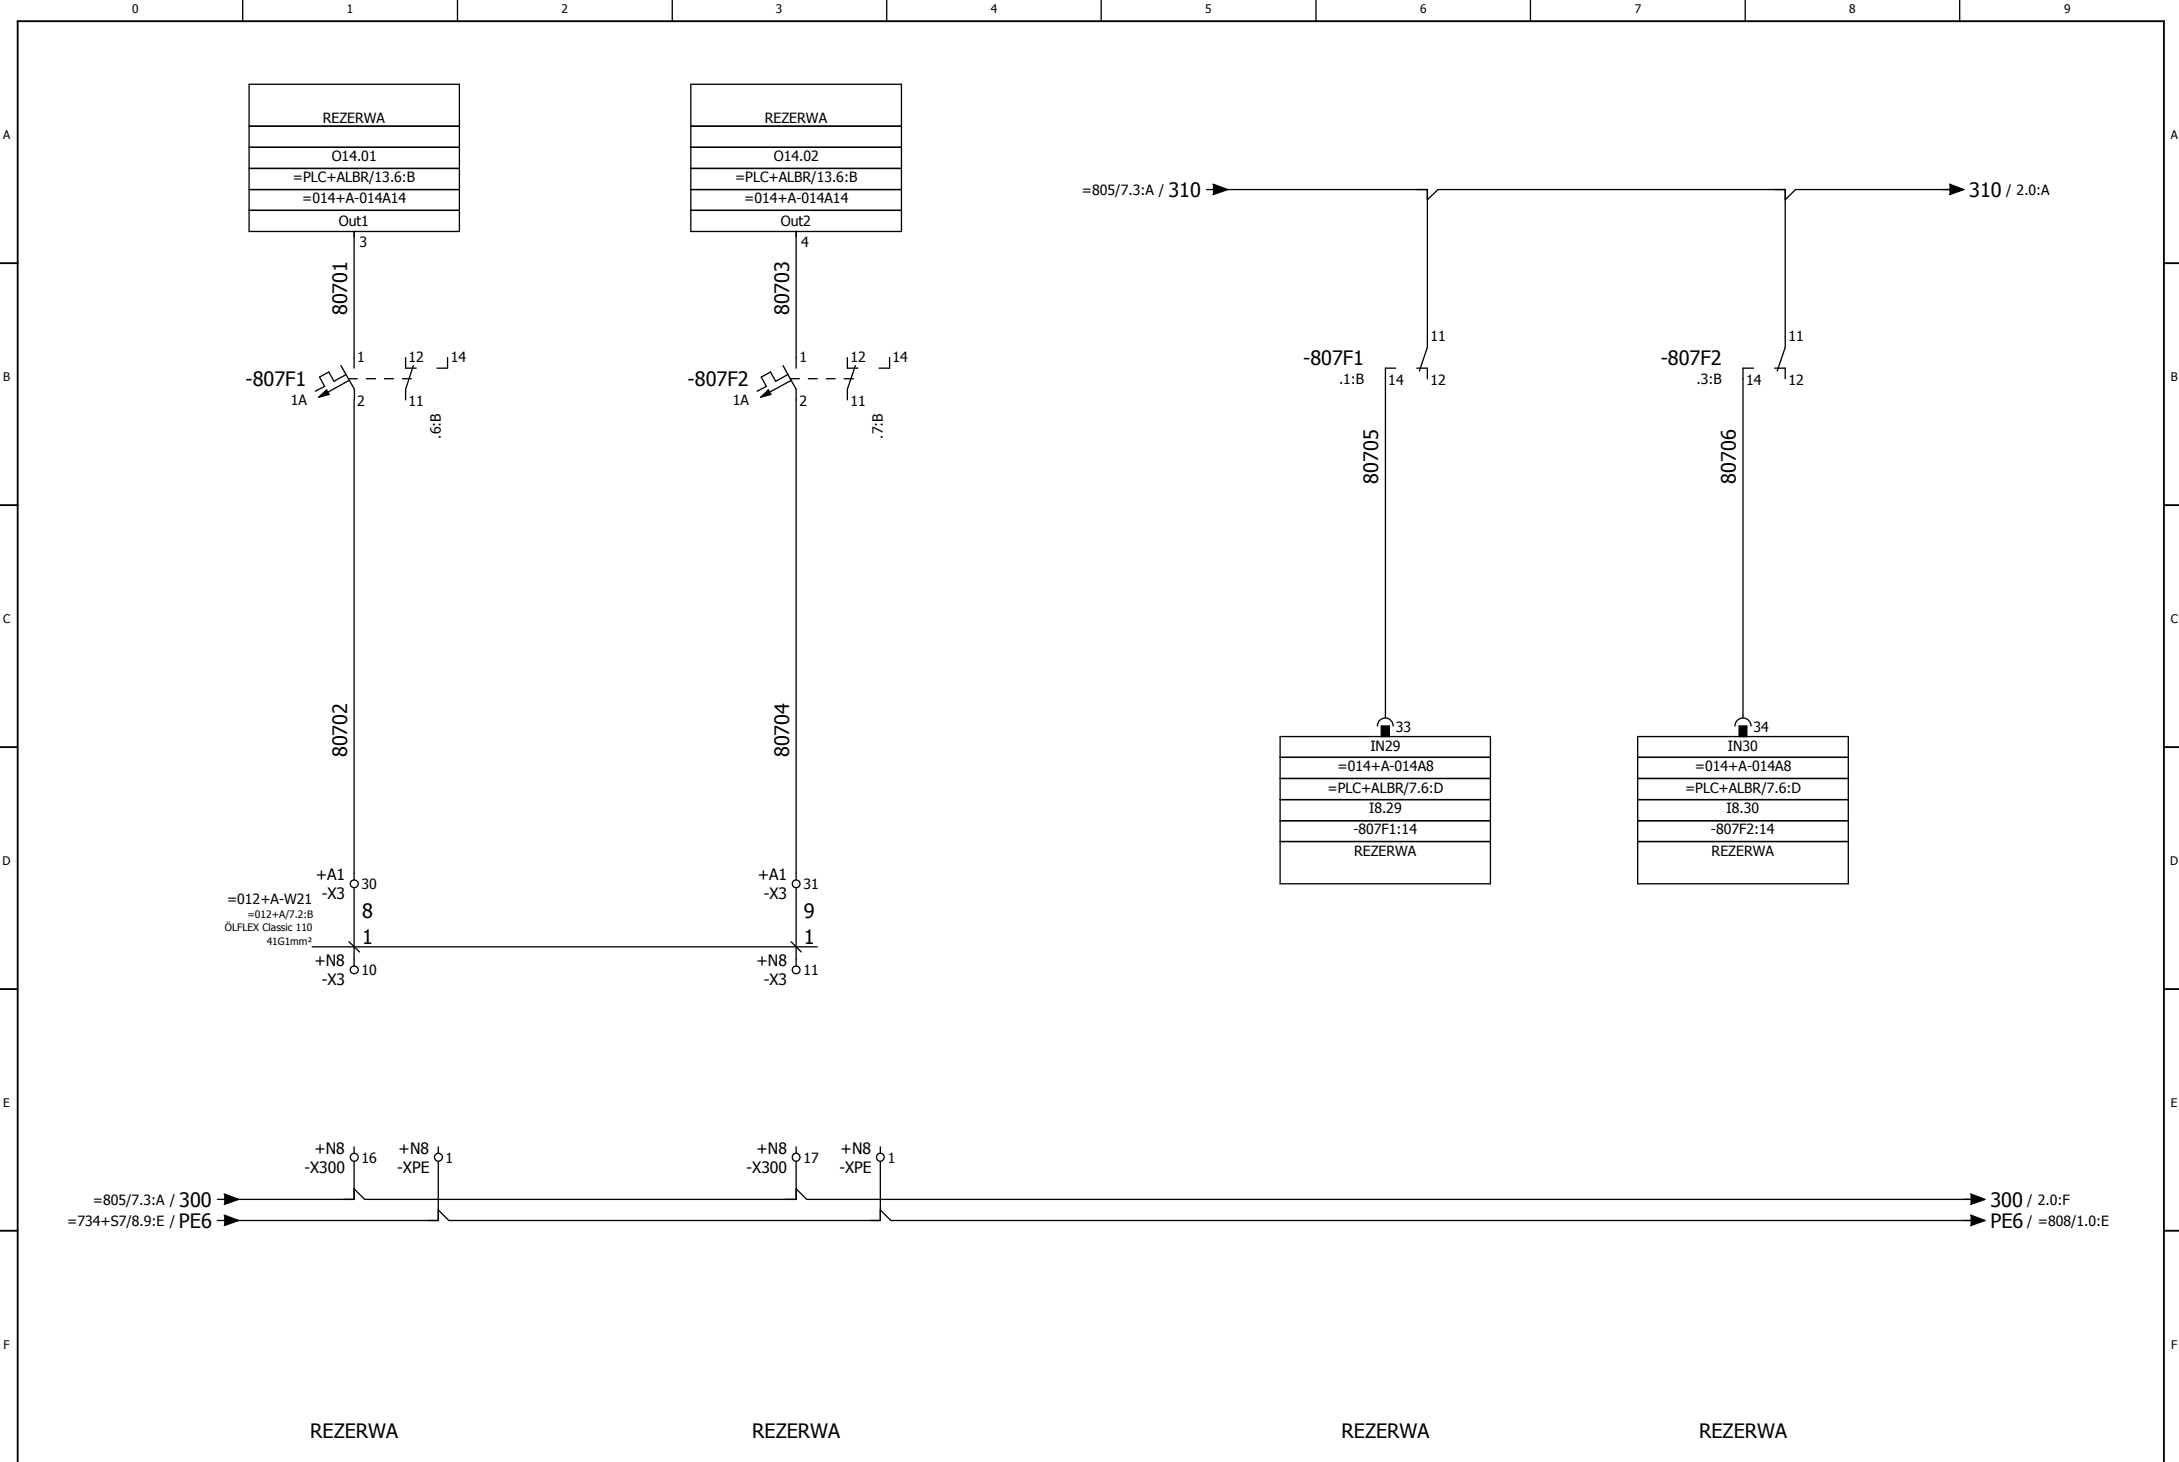 0 1 2 3 4 5 6 7 8 9
A
REZERWA
O14.01
=PLC+ALBR/13.6:B
=014+A-014A14
Out1
3
80701
-807F1
1A
1
2
12
14
11
.6:B
80702
+A1
-X3
30
=012+A-W21
=012+A/7.2:B
ÖLFLEX Classic 110
41G1mm²
8
1
+N8
-X3
10
REZERWA
O14.02
=PLC+ALBR/13.6:B
=014+A-014A14
Out2
4
80703
-807F2
1A
1
2
12
14
11
.7:B
80704
+A1
-X3
31
9
1
+N8
-X3
11
=805/7.3:A / 310
310 / 2.0:A
-807F1
.1:B
11
14
12
80705
33
IN29
=014+A-014A8
=PLC+ALBR/7.6:D
I8.29
-807F1:14
REZERWA
-807F2
.3:B
11
14
12
80706
34
IN30
=014+A-014A8
=PLC+ALBR/7.6:D
I8.30
-807F2:14
REZERWA
+N8
-X300
16
+N8
-XPE
1
+N8
-X300
17
+N8
-XPE
1
=805/7.3:A / 300
=734+S7/8.9:E / PE6
300 / 2.0:F
PE6 / =808/1.0:E
REZERWA
REZERWA
REZERWA
REZERWA
B
C
D
E
F
A
B
C
D
E
F